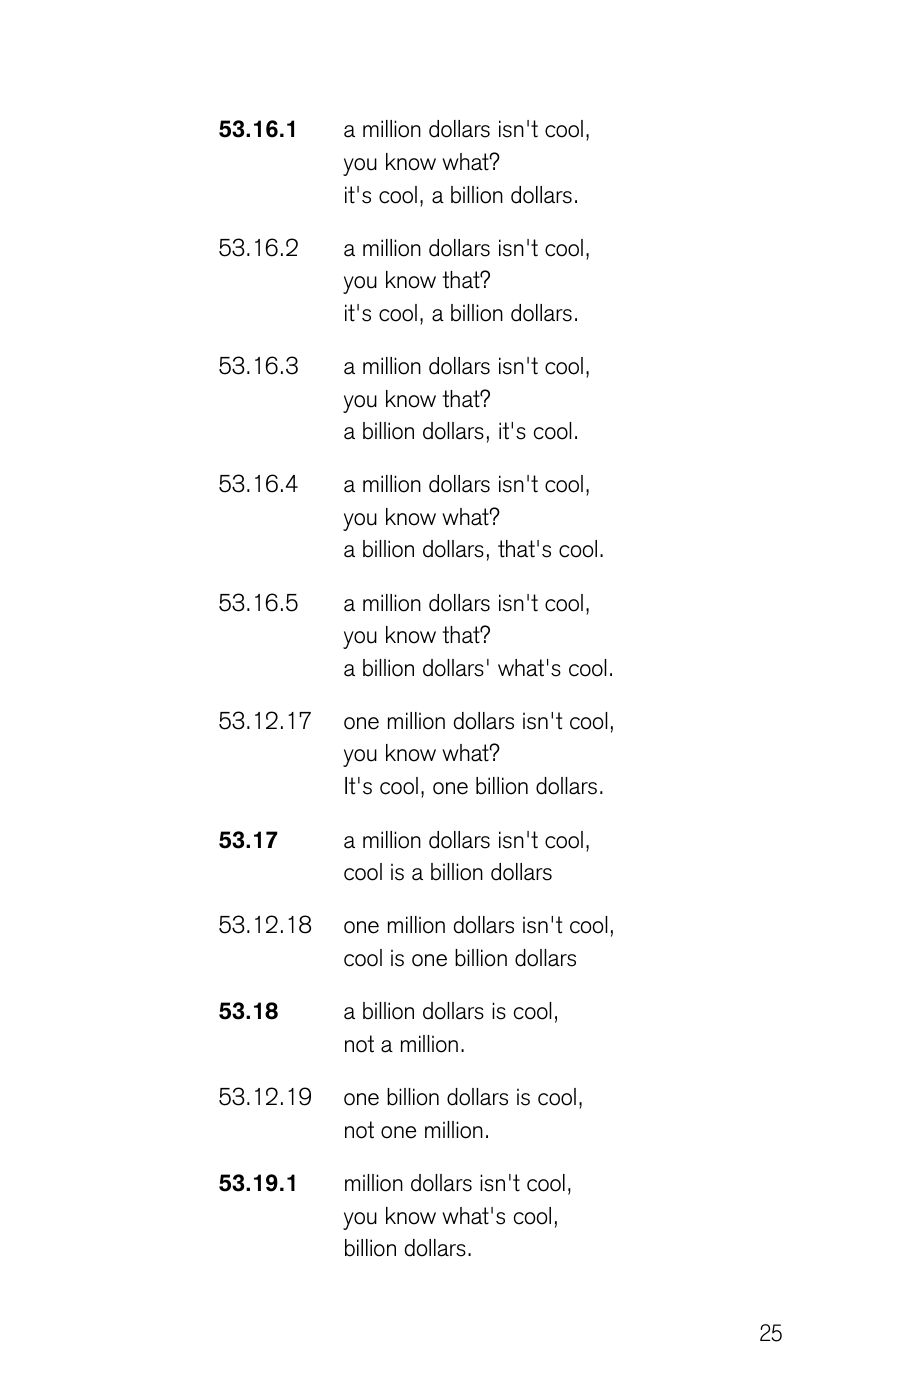 53.16.1 a million dollars isn't cool,
you know what?
it's cool, a billion dollars.
53.16.2 a million dollars isn't cool,
you know that?
it's cool, a billion dollars.
53.16.3 a million dollars isn't cool,
you know that?
a billion dollars, it's cool.
53.16.4 a million dollars isn't cool,
you know what?
a billion dollars, that's cool.
53.16.5 a million dollars isn't cool,
you know that?
a billion dollars' what's cool.
53.12.17 one million dollars isn't cool,
you know what?
It's cool, one billion dollars.
53.17 a million dollars isn't cool,
cool is a billion dollars
53.12.18 one million dollars isn't cool,
cool is one billion dollars
53.18 a billion dollars is cool,
not a million.
53.12.19 one billion dollars is cool,
not one million.
53.19.1 million dollars isn't cool,
you know what's cool,
billion dollars.
25